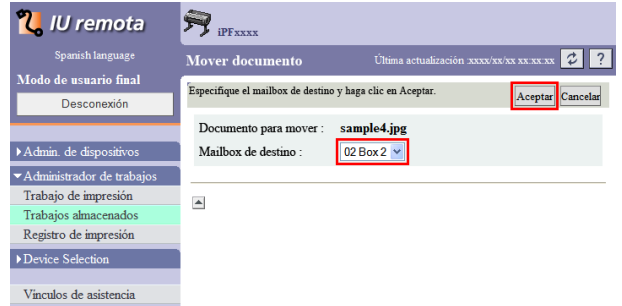 IU remota
Spanish language
Modo de usuario final
Desconexión
Admin. de dispositivos
Administrador de trabajos
Trabajo de impresión
Trabajos almacenados
Registro de impresión
Device Selection
Vinculos de asistencia
iPFxxxx
Mover documento
Última actualización :xxxx/xx/xx xx:xx:xx ?
Especifique el mailbox de destino y haga clic en Aceptar.
Aceptar Cancelar
Documento para mover : sample4.jpg
Mailbox de destino : 02 Box 2